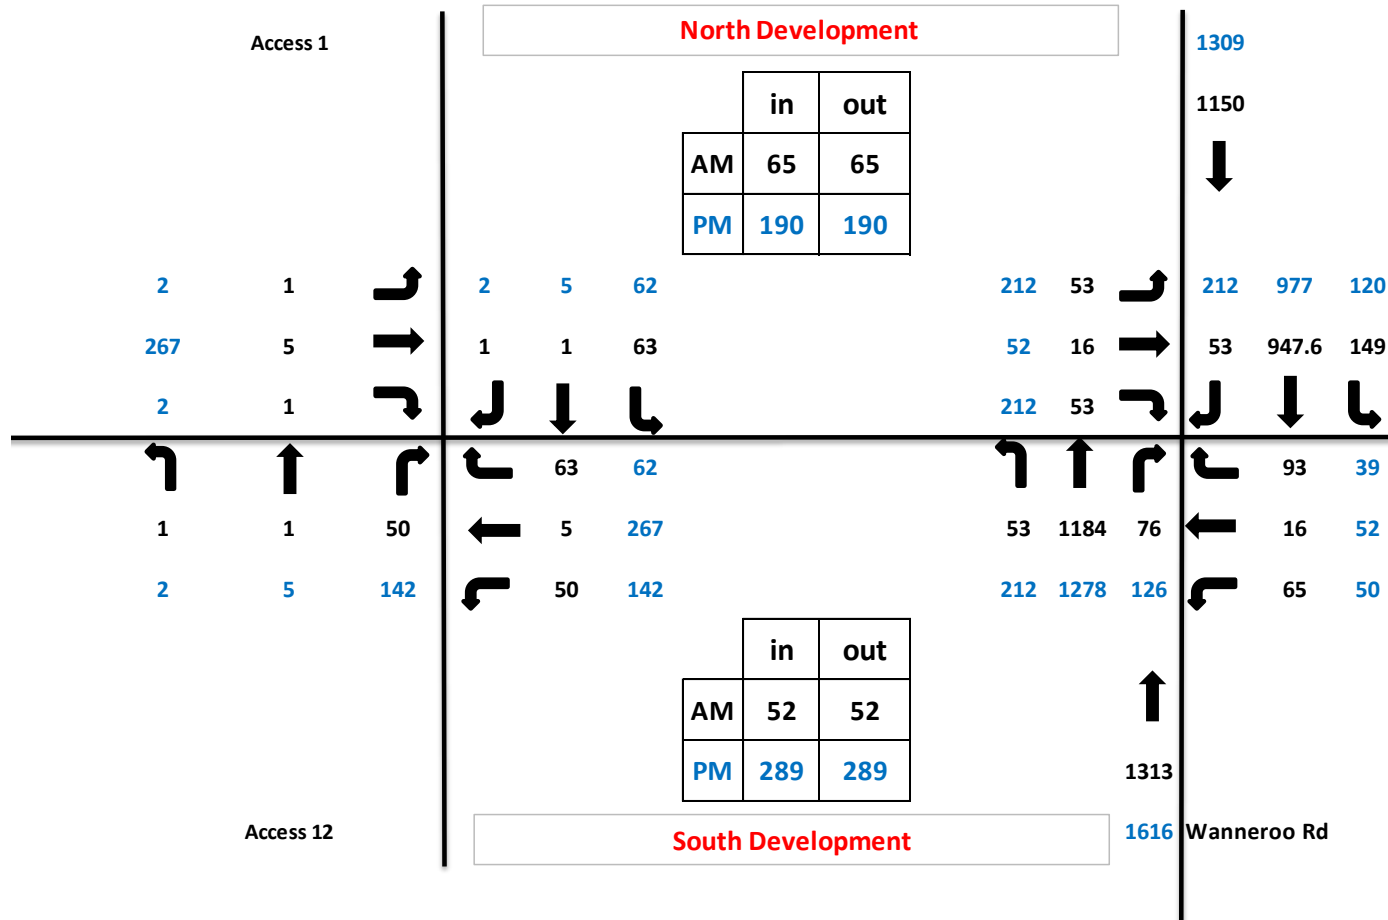 North Development
Access 1 1309
in out 1150
AM 65 65
PM 190 190
2 1 2 5 62 212 53 212 977 120
267 5 1 1 63 52 16 53 947.6 149
2 1 212 53
63 62 93 39
1 1 50 5 267 53 1184 76 16 52
2 5 142 50 142 212 1278 126 65 50
in out
AM 52 52
PM 289 289 1313
Access 12 South Development 1616 Wanneroo Rd